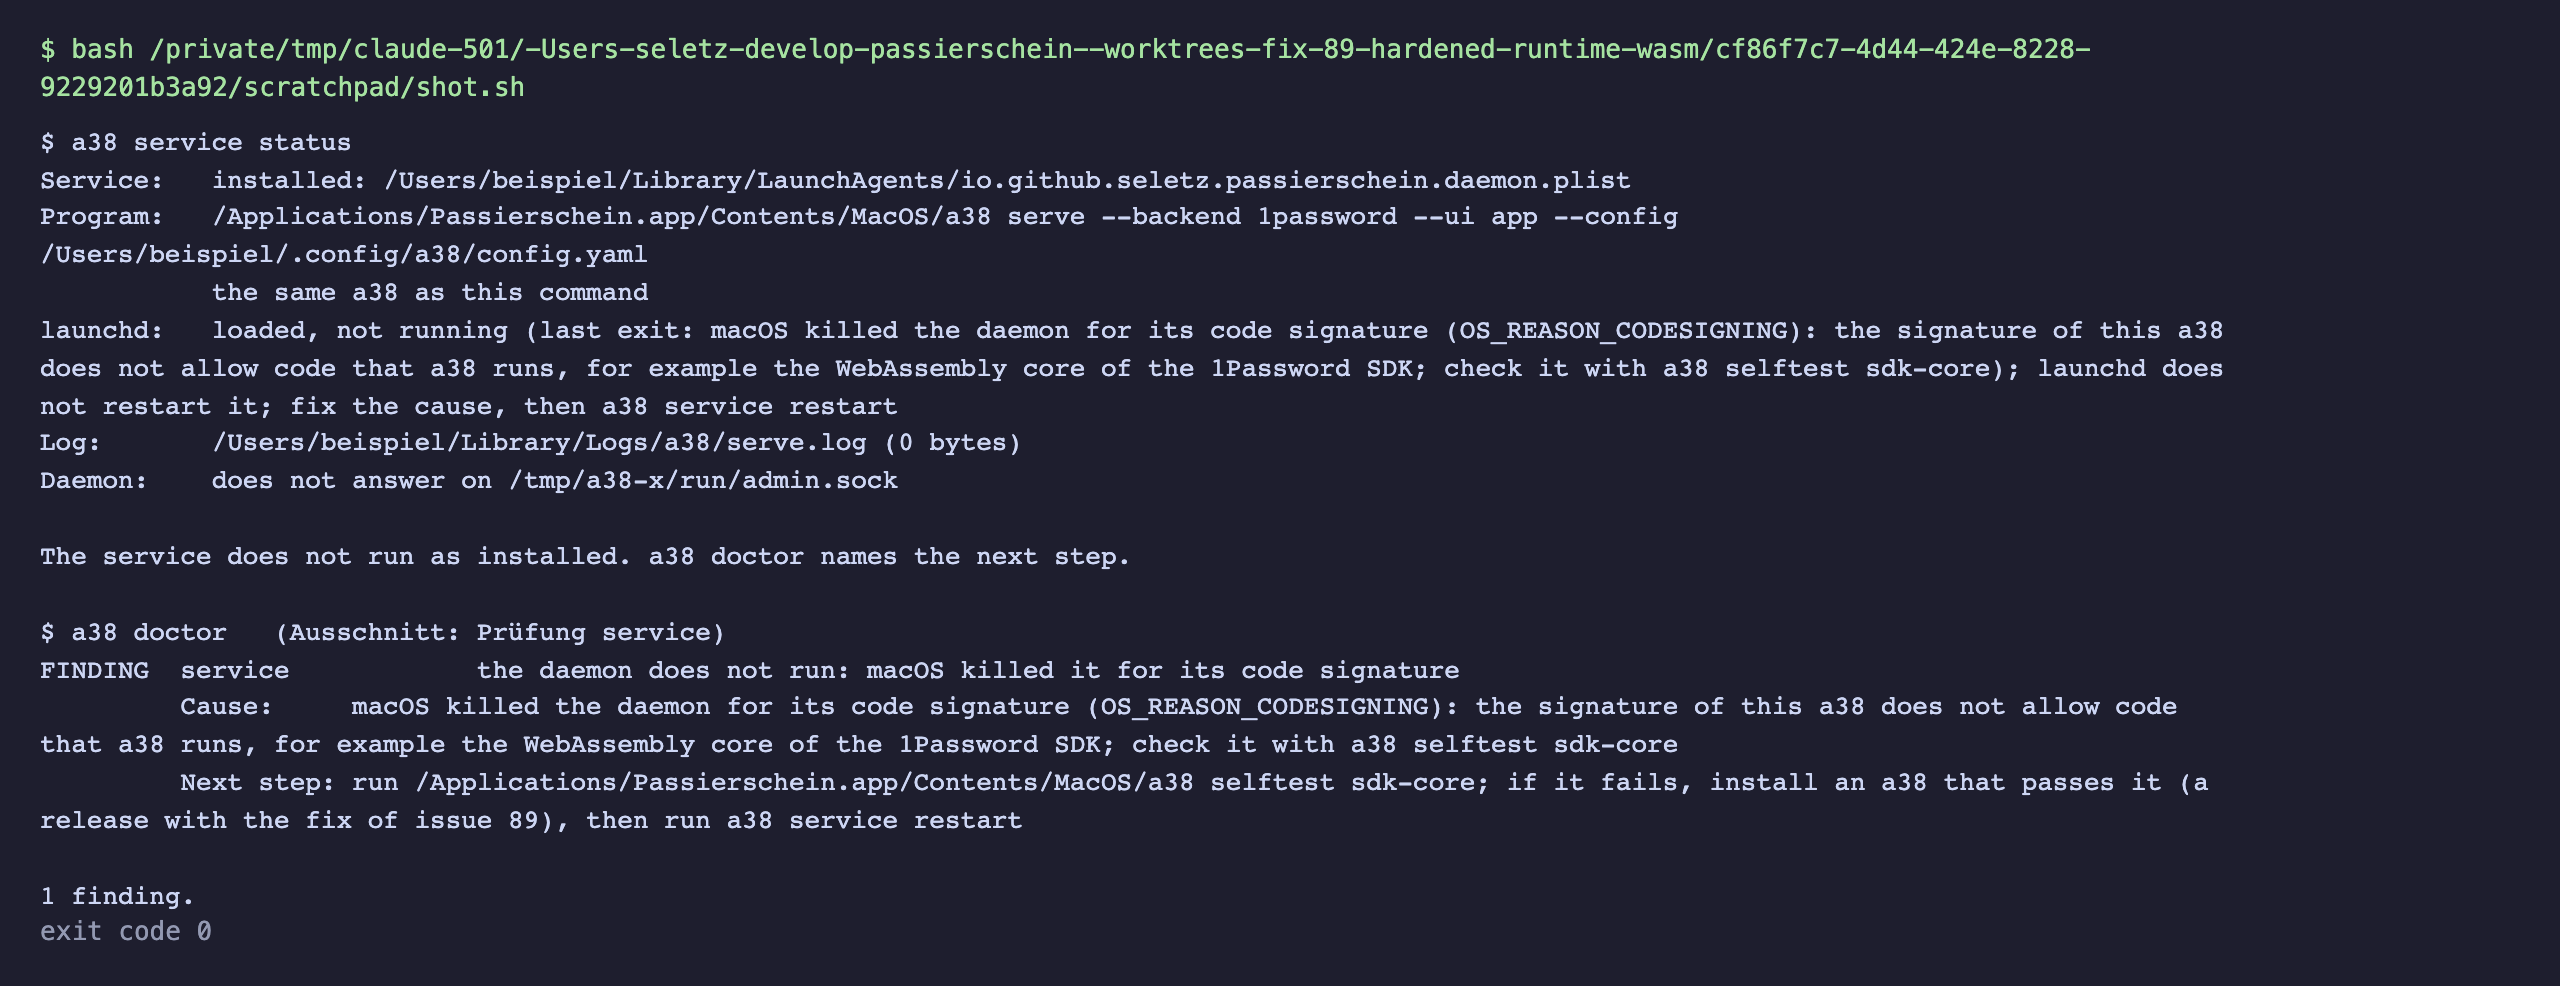 $ bash /private/tmp/claude-501/-Users-seletz-develop-passierschein--worktrees-fix-89-hardened-runtime-wasm/cf86f7c7-4d44-424e-8228-
9229201b3a92/scratchpad/shot.sh
$ a38 service status
Service:   installed: /Users/beispiel/Library/LaunchAgents/io.github.seletz.passierschein.daemon.plist
Program:   /Applications/Passierschein.app/Contents/MacOS/a38 serve --backend 1password --ui app --config
/Users/beispiel/.config/a38/config.yaml
           the same a38 as this command
launchd:   loaded, not running (last exit: macOS killed the daemon for its code signature (OS_REASON_CODESIGNING): the signature of this a38
does not allow code that a38 runs, for example the WebAssembly core of the 1Password SDK; check it with a38 selftest sdk-core); launchd does
not restart it; fix the cause, then a38 service restart
Log:       /Users/beispiel/Library/Logs/a38/serve.log (0 bytes)
Daemon:    does not answer on /tmp/a38-x/run/admin.sock

The service does not run as installed. a38 doctor names the next step.

$ a38 doctor   (Ausschnitt: Prüfung service)
FINDING  service            the daemon does not run: macOS killed it for its code signature
         Cause:     macOS killed the daemon for its code signature (OS_REASON_CODESIGNING): the signature of this a38 does not allow code
that a38 runs, for example the WebAssembly core of the 1Password SDK; check it with a38 selftest sdk-core
         Next step: run /Applications/Passierschein.app/Contents/MacOS/a38 selftest sdk-core; if it fails, install an a38 that passes it (a
release with the fix of issue 89), then run a38 service restart

1 finding.
exit code 0